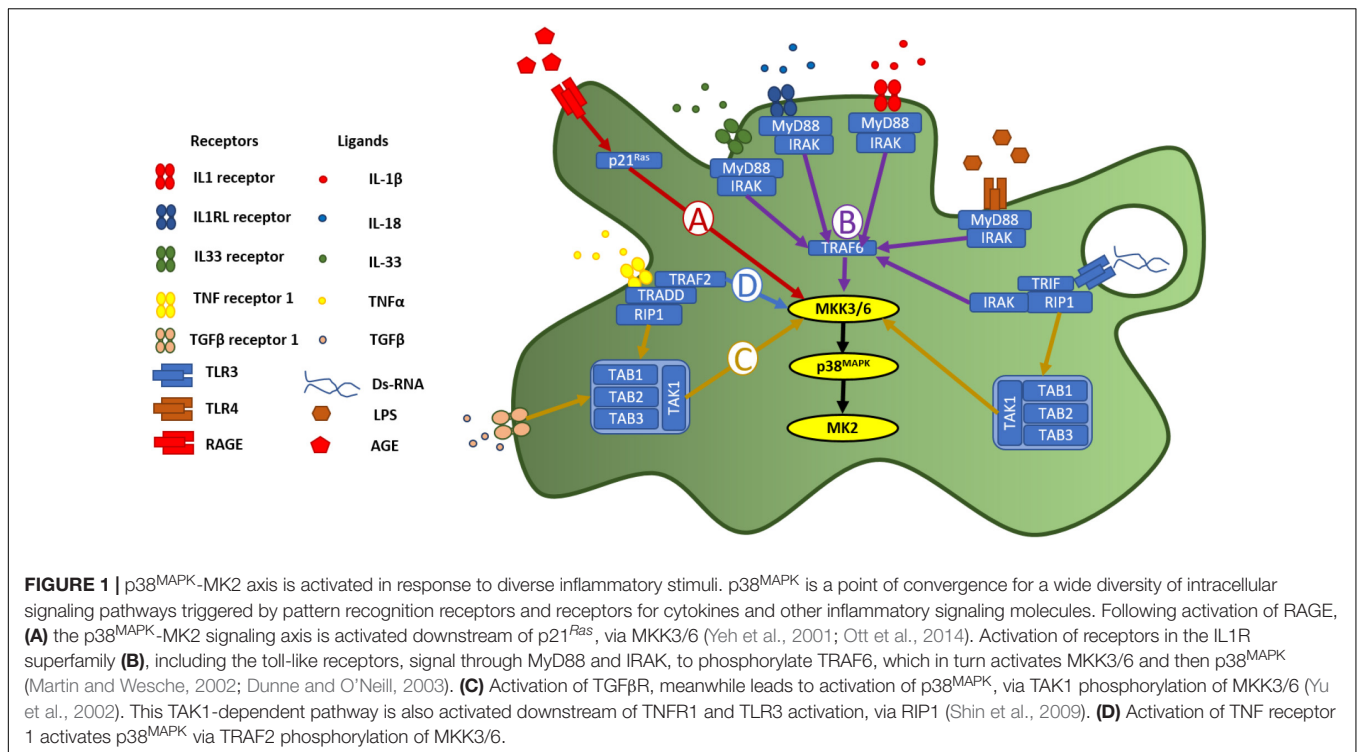 Receptors Ligands
IL1 receptor IL-1β
IL1RL receptor IL-18
IL33 receptor IL-33
TNF receptor 1 TNFα
TGFβ receptor 1 TGFβ
TLR3 Ds-RNA
TLR4 LPS
RAGE AGE
p21Ras
A
MyD88
IRAK
MyD88
IRAK
MyD88
IRAK
MyD88
IRAK
B
TRAF6
TRAF2
TRADD
RIP1
D
TRIF
IRAK RIP1
MKK3/6
C
p38MAPK
MK2
TAB1
TAB2
TAB3
TAK1
TAK1
TAB1
TAB2
TAB3
FIGURE 1 | p38MAPK-MK2 axis is activated in response to diverse inflammatory stimuli. p38MAPK is a point of convergence for a wide diversity of intracellular
signaling pathways triggered by pattern recognition receptors and receptors for cytokines and other inflammatory signaling molecules. Following activation of RAGE,
(A) the p38MAPK-MK2 signaling axis is activated downstream of p21Ras, via MKK3/6 (Yeh et al., 2001; Ott et al., 2014). Activation of receptors in the IL1R
superfamily (B), including the toll-like receptors, signal through MyD88 and IRAK, to phosphorylate TRAF6, which in turn activates MKK3/6 and then p38MAPK
(Martin and Wesche, 2002; Dunne and O'Neill, 2003). (C) Activation of TGFβR, meanwhile leads to activation of p38MAPK, via TAK1 phosphorylation of MKK3/6 (Yu
et al., 2002). This TAK1-dependent pathway is also activated downstream of TNFR1 and TLR3 activation, via RIP1 (Shin et al., 2009). (D) Activation of TNF receptor
1 activates p38MAPK via TRAF2 phosphorylation of MKK3/6.